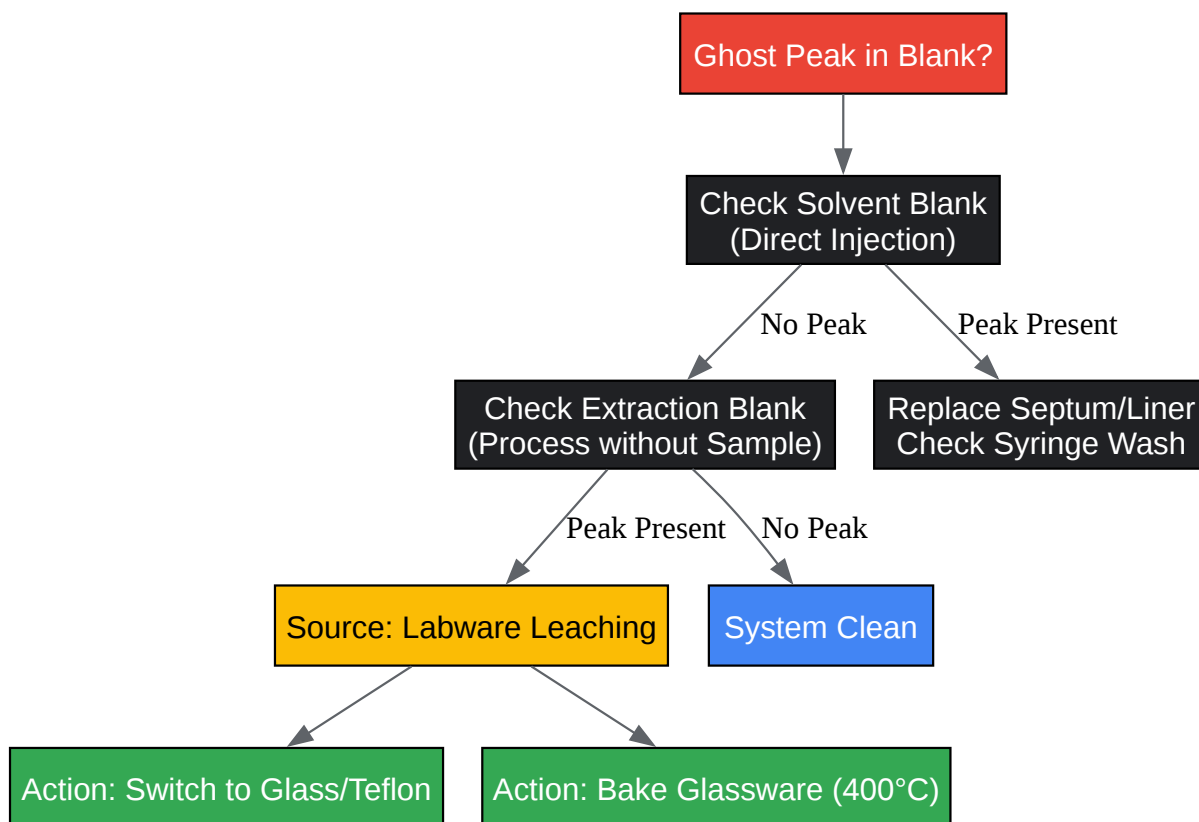 Ghost Peak in Blank?
Check Solvent Blank
(Direct Injection)
No Peak
Peak Present
Check Extraction Blank
(Process without Sample)
Replace Septum/Liner
Check Syringe Wash
Peak Present
No Peak
Source: Labware Leaching
System Clean
Action: Switch to Glass/Teflon
Action: Bake Glassware (400°C)